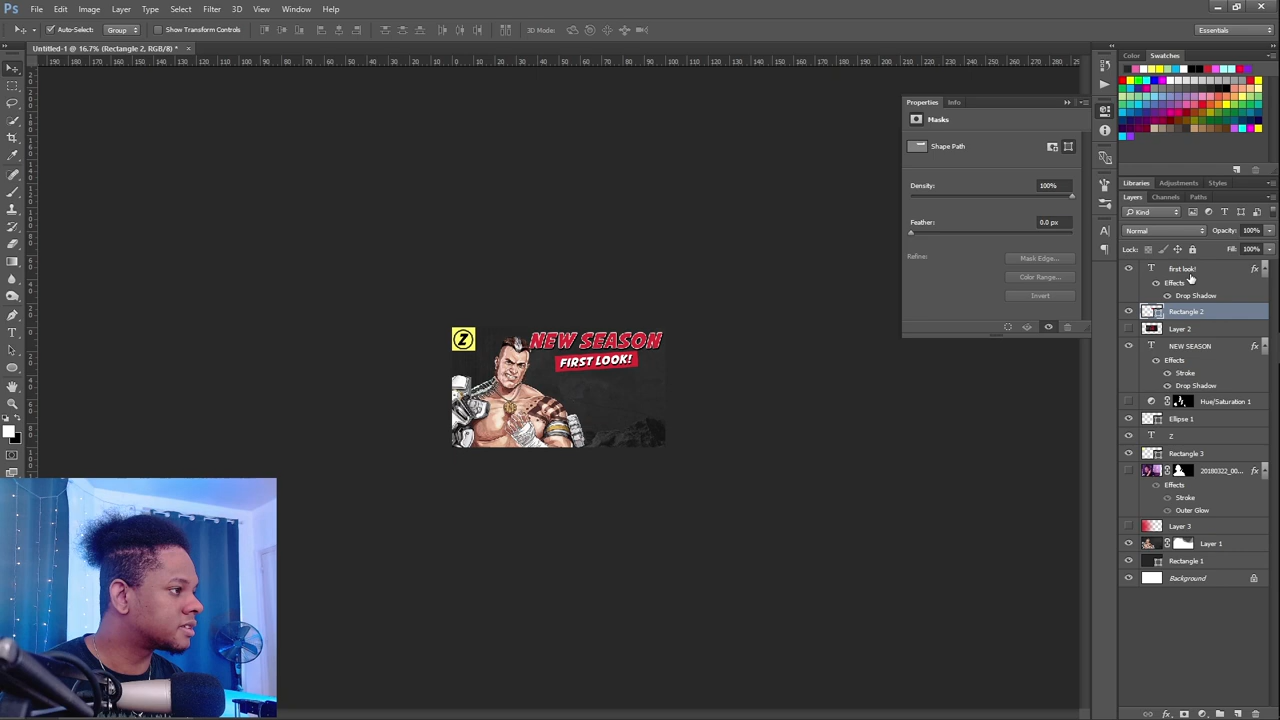 Ps File Edit Image Layer Type Select Filter 3D View Window Help
Auto-Select: Group Show Transform Controls 3D Mode: Essentials
Untitled-1 @ 16.7% (Rectangle 2, RGB/8) *
Color Swatches
Properties Info
Masks
Shape Path
Density: 100%
Feather: 0.0 px
Refine: Mask Edge...
Color Range...
Invert
Libraries Adjustments Styles
Layers Channels Paths
Kind
Normal Opacity: 100%
Lock: Fill: 100%
first look! fx
Effects
Drop Shadow
Rectangle 2
Layer 2
NEW SEASON fx
Effects
Stroke
Drop Shadow
Hue/Saturation 1
Ellipse 1
Z
Rectangle 3
20180322_00... fx
Effects
Stroke
Outer Glow
Layer 3
Layer 1
Rectangle 1
Background
Z
NEW SEASON
FIRST LOOK!